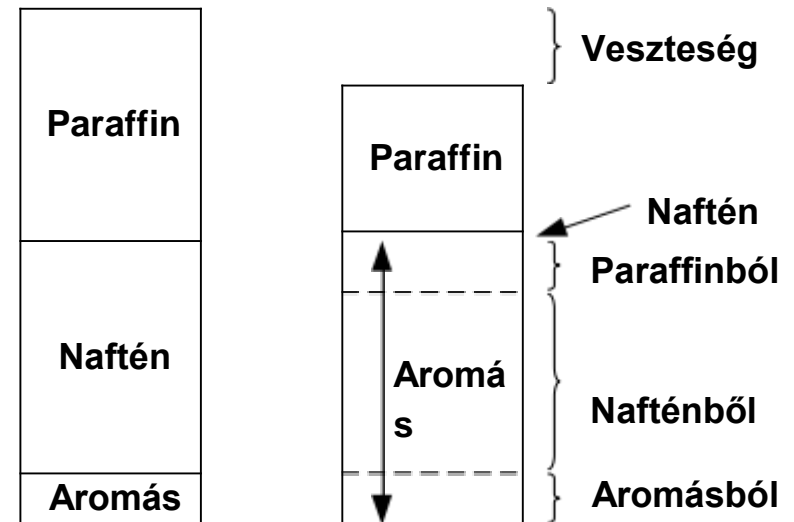 Veszteség
Paraffin
Paraffin
Naftén
Paraffinból
Naftén
Aromá
s
Nafténből
Aromás
Aromásból